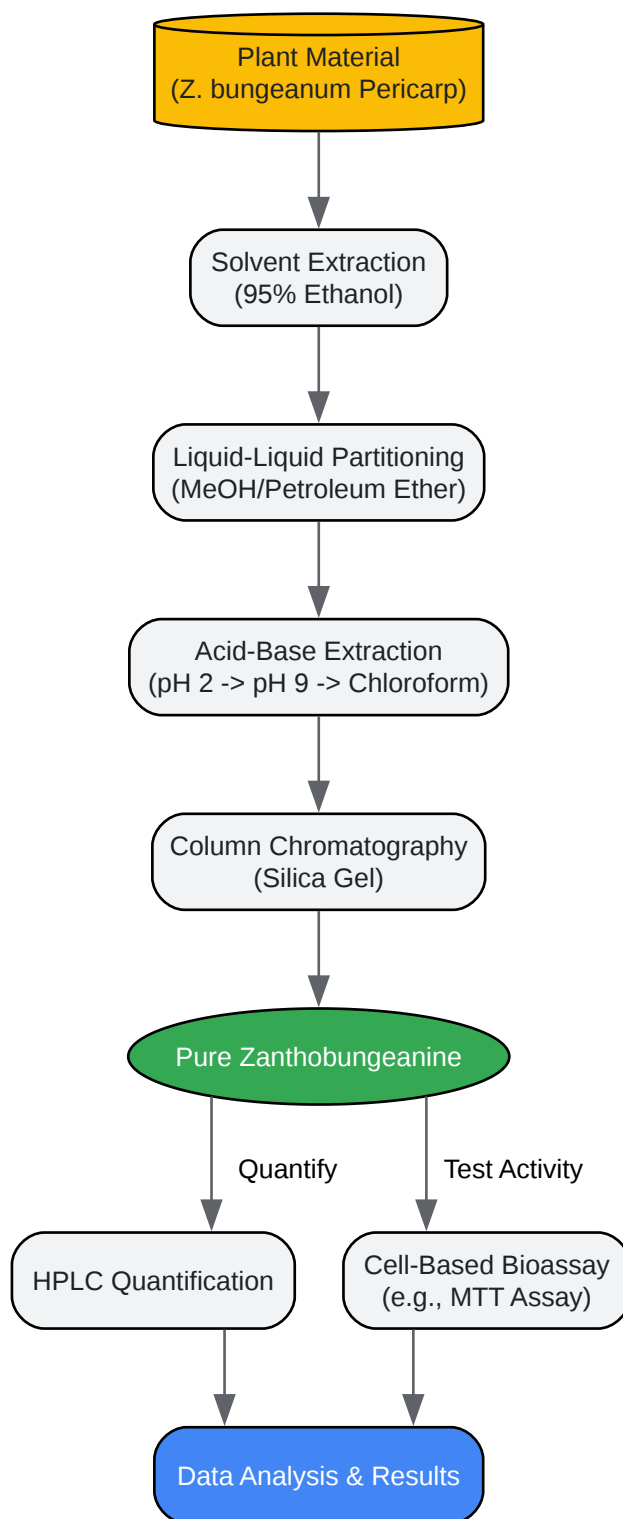 Plant Material
(Z. bungeanum Pericarp)
Solvent Extraction
(95% Ethanol)
Liquid-Liquid Partitioning
(MeOH/Petroleum Ether)
Acid-Base Extraction
(pH 2 -> pH 9 -> Chloroform)
Column Chromatography
(Silica Gel)
Pure Zanthobungeanine
Quantify
Test Activity
HPLC Quantification
Cell-Based Bioassay
(e.g., MTT Assay)
Data Analysis & Results